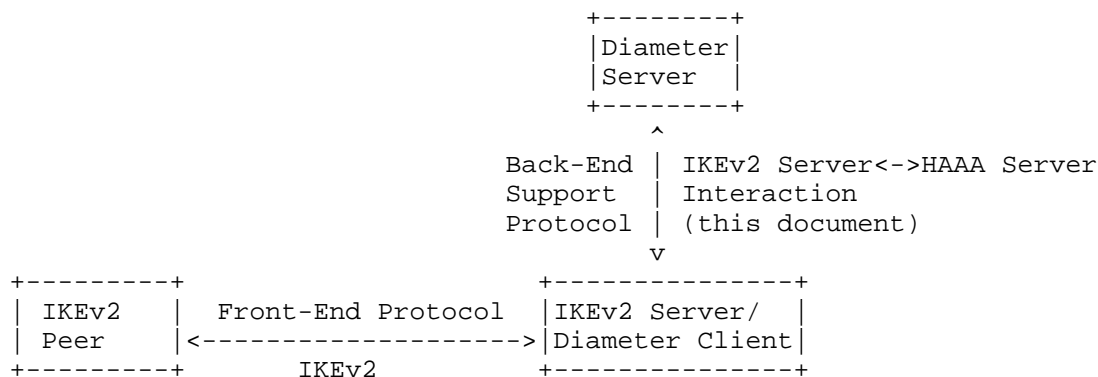 Diameter
Server
Back-End | IKEv2 Server<->HAAA Server
Support | Interaction
Protocol | (this document)
IKEv2 Front-End Protocol IKEv2 Server/
Peer Diameter Client
IKEv2